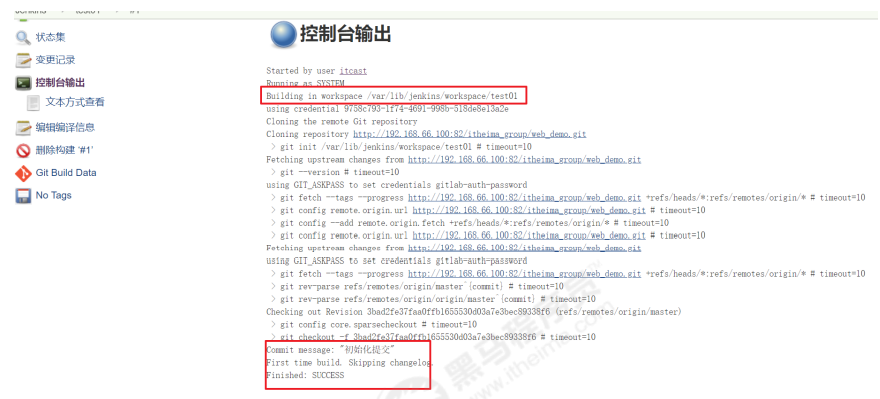 状态集
变更记录
控制台输出
文本方式查看
编辑编译信息
删除构建 '#1'
Git Build Data
No Tags
控制台输出
Started by user itcast
Running as SYSTEM
Building in workspace /var/lib/jenkins/workspace/test01
using credential 9758c793-1f74-4691-998b-518de8e13a2e
Cloning the remote Git repository
Cloning repository http://192.168.66.100:82/itheima_group/web_demo.git
> git init /var/lib/jenkins/workspace/test01 # timeout=10
Fetching upstream changes from http://192.168.66.100:82/itheima_group/web_demo.git
> git --version # timeout=10
using GIT_ASKPASS to set credentials gitlab-auth-password
> git fetch --tags --progress http://192.168.66.100:82/itheima_group/web_demo.git +refs/heads/*:refs/remotes/origin/* # timeout=10
> git config remote.origin.url http://192.168.66.100:82/itheima_group/web_demo.git # timeout=10
> git config --add remote.origin.fetch +refs/heads/*:refs/remotes/origin/* # timeout=10
> git config remote.origin.url http://192.168.66.100:82/itheima_group/web_demo.git # timeout=10
Fetching upstream changes from http://192.168.66.100:82/itheima_group/web_demo.git
using GIT_ASKPASS to set credentials gitlab-auth-password
> git fetch --tags --progress http://192.168.66.100:82/itheima_group/web_demo.git +refs/heads/*:refs/remotes/origin/* # timeout=10
> git rev-parse refs/remotes/origin/master^{commit} # timeout=10
> git rev-parse refs/remotes/origin/origin/master^{commit} # timeout=10
Checking out Revision 3bad2fe37faa0ffb1655530d03a7e3bec89338f6 (refs/remotes/origin/master)
> git config core.sparsecheckout # timeout=10
> git checkout -f 3bad2fe37faa0ffb1655530d03a7e3bec89338f6 # timeout=10
Commit message: "初始化提交"
First time build. Skipping changelog.
Finished: SUCCESS
黑马程序员
www.itheima.com